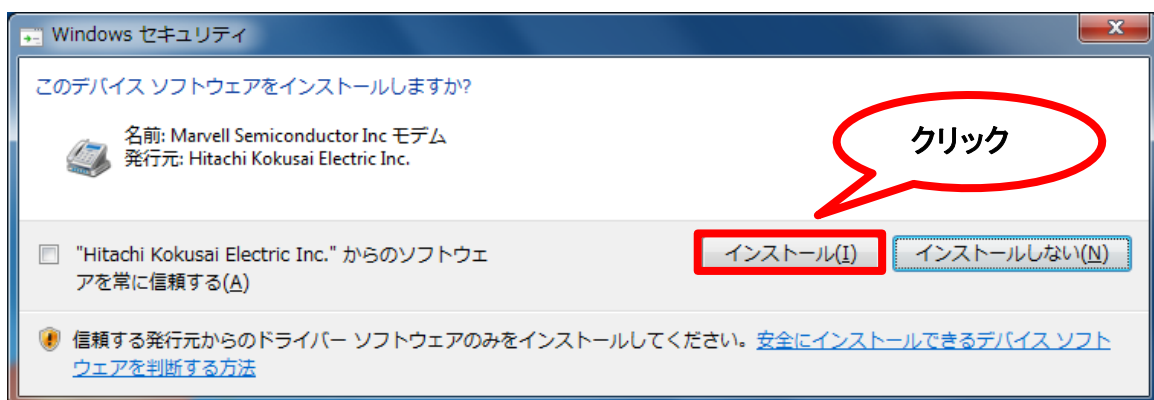 Windows セキュリティ
このデバイス ソフトウェアをインストールしますか?
名前: Marvell Semiconductor Inc モデム
発行元: Hitachi Kokusai Electric Inc.
クリック
"Hitachi Kokusai Electric Inc." からのソフトウェ
アを常に信頼する(A)
インストール(I)
インストールしない(N)
信頼する発行元からのドライバー ソフトウェアのみをインストールしてください。安全にインストールできるデバイス ソフト
ウェアを判断する方法